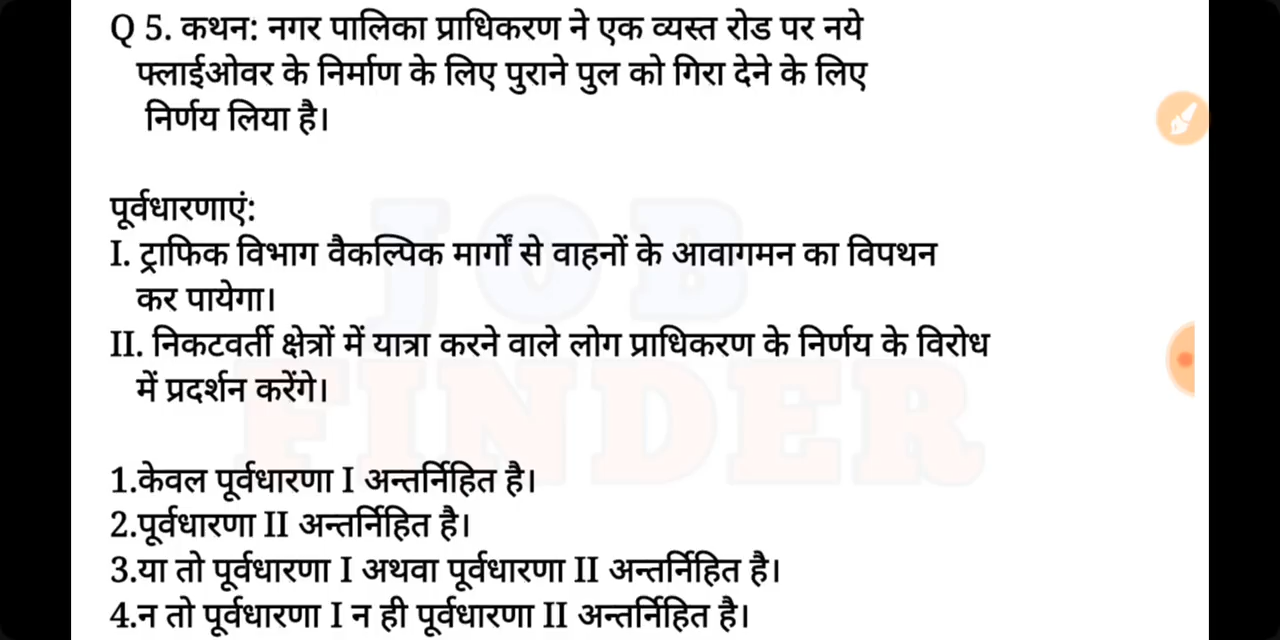 Q 5. कथन: नगर पालिका प्राधिकरण ने एक व्यस्त रोड पर नये
फ्लाईओवर के निर्माण के लिए पुराने पुल को गिरा देने के लिए
निर्णय लिया है।
पूर्वधारणाएं:
I. ट्राफिक विभाग वैकल्पिक मार्गों से वाहनों के आवागमन का विपथन
कर पायेगा।
II. निकटवर्ती क्षेत्रों में यात्रा करने वाले लोग प्राधिकरण के निर्णय के विरोध
में प्रदर्शन करेंगे।
1.केवल पूर्वधारणा I अन्तर्निहित है।
2.पूर्वधारणा II अन्तर्निहित है।
3.या तो पूर्वधारणा I अथवा पूर्वधारणा II अन्तर्निहित है।
4.न तो पूर्वधारणा I न ही पूर्वधारणा II अन्तर्निहित है।
JOB
FINDER